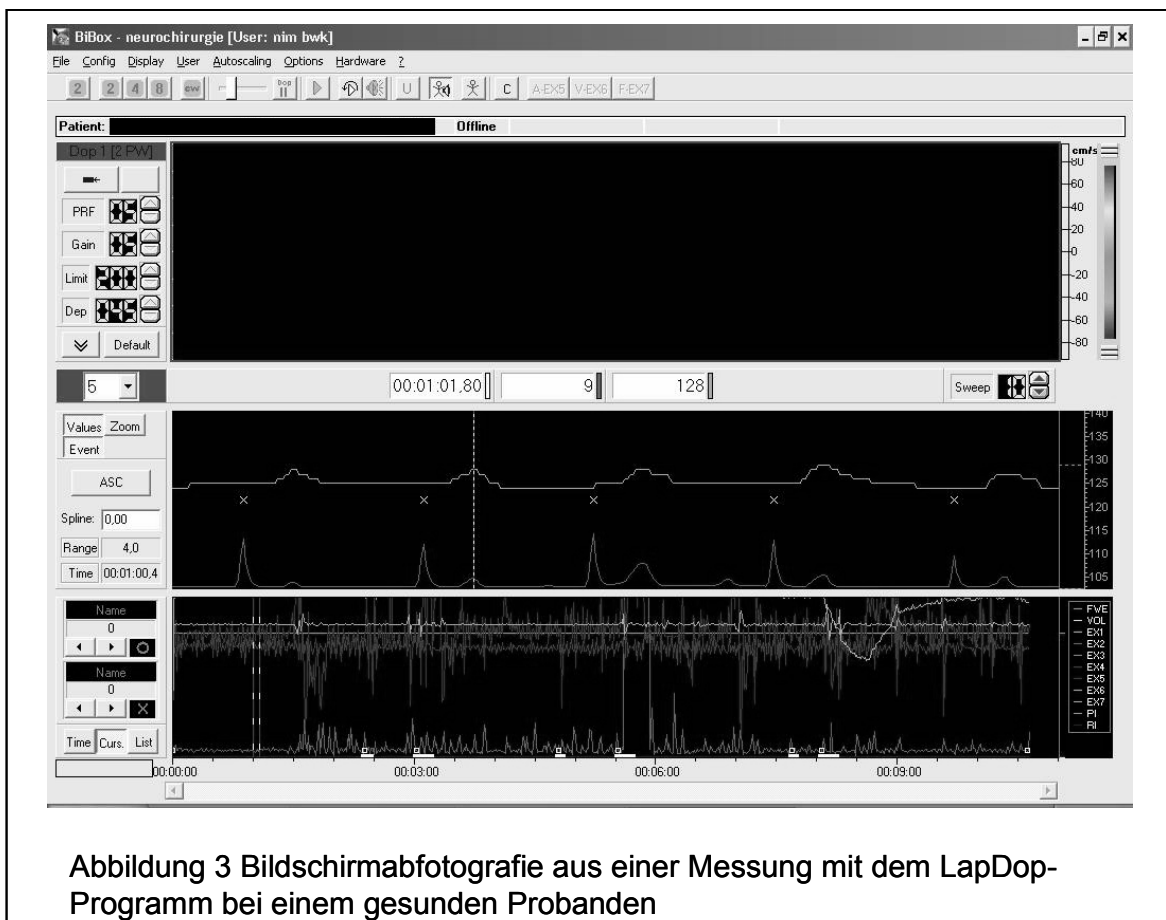 BiBox - neurochirurgie [User: nim bwk]
File Config Display User Autoscaling Options Hardware ?
2 2 4 8 cw Dop U C A-EX5 V-EX6 F-EX7
Patient: Offline
Dop 1 [2 PW]
PRF
Gain
Limit
Dep
Default
cm/s
80
60
40
20
0
-20
-40
-60
-80
5 00:01:01,80 9 128 Sweep
Values Zoom
Event
ASC
Spline: 0,00
Range 4,0
Time 00:01:00,4
140
135
130
125
120
115
110
105
Name
0
Name
0
Time Curs. List
FVVE
VOL
EX1
EX2
EX3
EX4
EX5
EX6
EX7
PI
RI
00:00:00 00:03:00 00:06:00 00:09:00
Abbildung 3 Bildschirmabfotografie aus einer Messung mit dem LapDop-
Programm bei einem gesunden Probanden